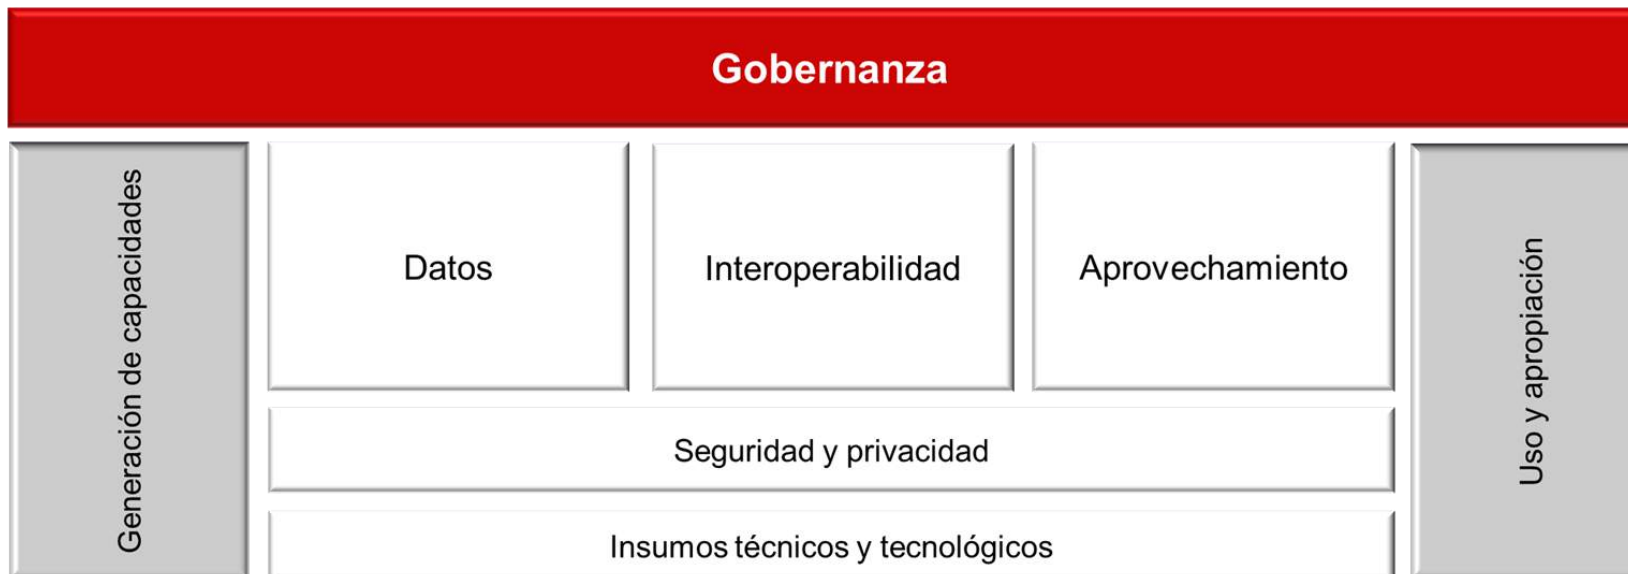 Gobernanza
Generación de capacidades
Datos
Interoperabilidad
Aprovechamiento
Uso y apropiación
Seguridad y privacidad
Insumos técnicos y tecnológicos